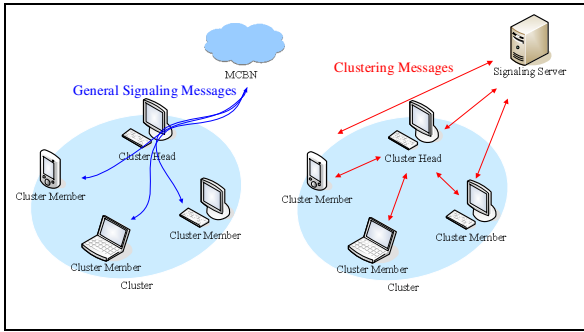 MCBN
General Signaling Messages
Cluster Head
Cluster Member
Cluster Member
Cluster Member
Cluster
Signaling Server
Clustering Messages
Cluster Head
Cluster Member
Cluster Member
Cluster Member
Cluster